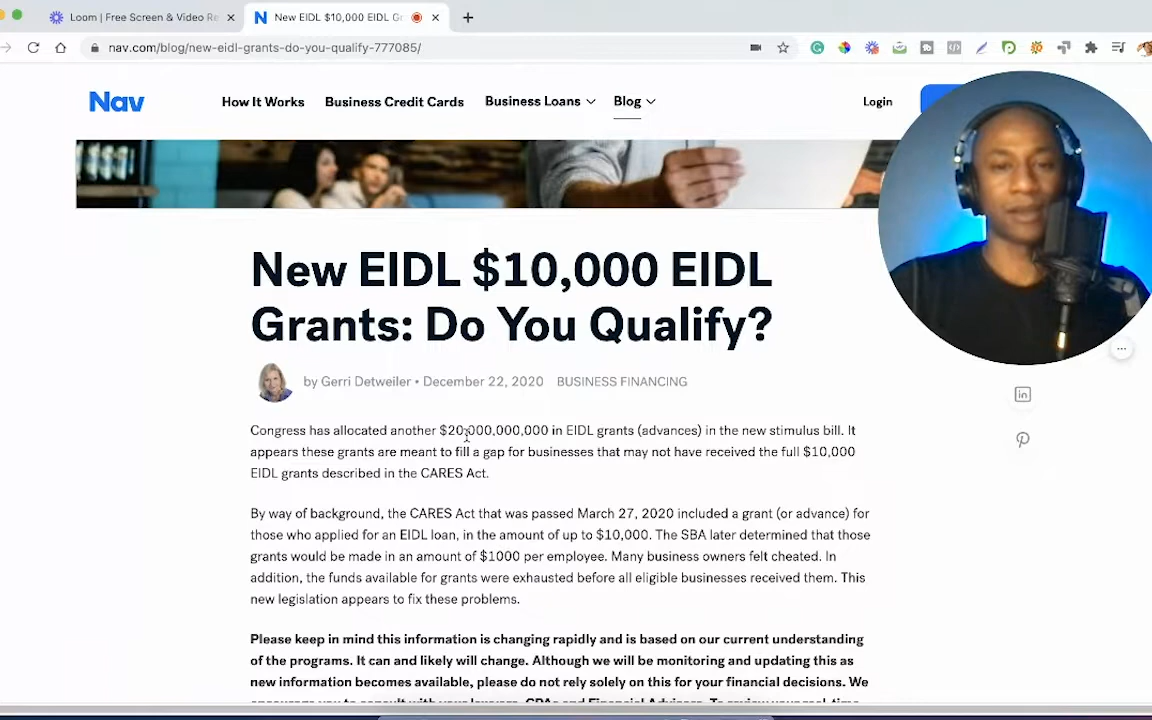 Loom | Free Screen & Video Re
New EIDL $10,000 EIDL Gr
nav.com/blog/new-eidl-grants-do-you-qualify-777085/
Nav
How It Works
Business Credit Cards
Business Loans
Blog
Login
New EIDL $10,000 EIDL
Grants: Do You Qualify?
by Gerri Detweiler • December 22, 2020 BUSINESS FINANCING
Congress has allocated another $20,000,000,000 in EIDL grants (advances) in the new stimulus bill. It
appears these grants are meant to fill a gap for businesses that may not have received the full $10,000
EIDL grants described in the CARES Act.
By way of background, the CARES Act that was passed March 27, 2020 included a grant (or advance) for
those who applied for an EIDL loan, in the amount of up to $10,000. The SBA later determined that those
grants would be made in an amount of $1000 per employee. Many business owners felt cheated. In
addition, the funds available for grants were exhausted before all eligible businesses received them. This
new legislation appears to fix these problems.
Please keep in mind this information is changing rapidly and is based on our current understanding
of the programs. It can and likely will change. Although we will be monitoring and updating this as
new information becomes available, please do not rely solely on this for your financial decisions. We